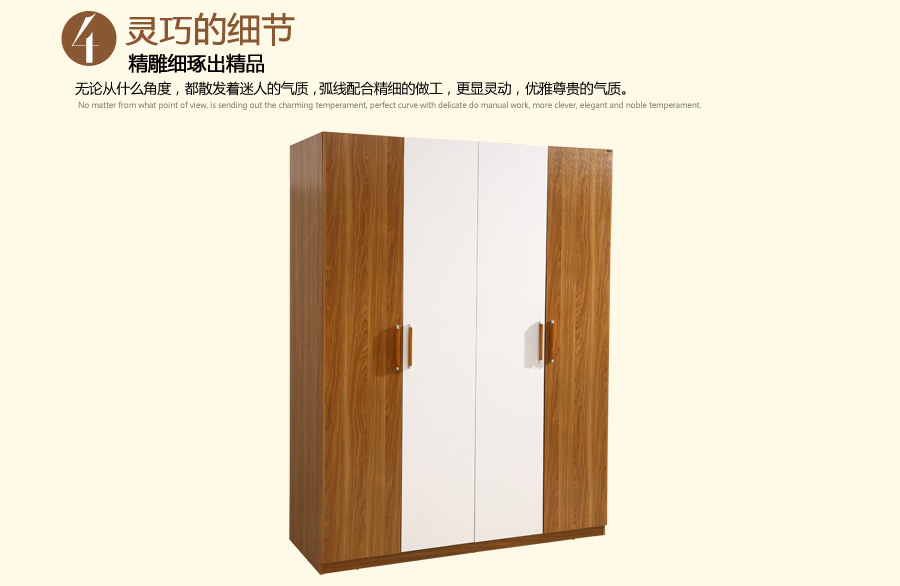 4 灵巧的细节
精雕细琢出精品
无论从什么角度，都散发着迷人的气质，弧线配合精细的做工，更显灵动，优雅尊贵的气质。
No matter from what point of view, is sending out the charming temperament, perfect curve with delicate do manual work, more clever, elegant and noble temperament.